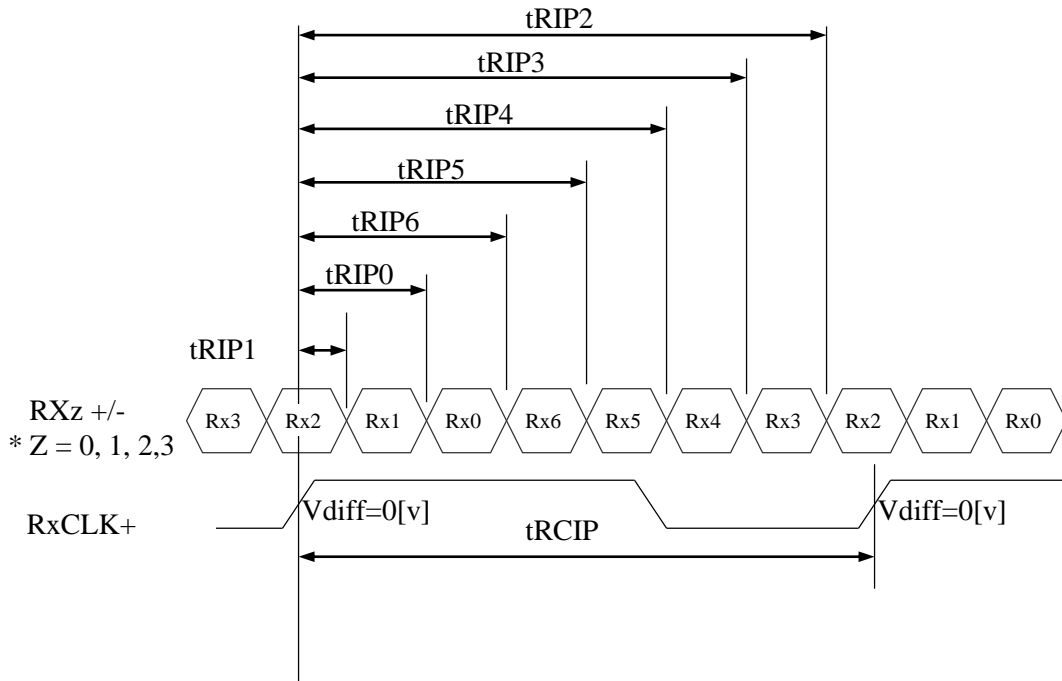 tRIP2
tRIP3
tRIP4
tRIP5
tRIP6
tRIP0
tRIP1
RXz +/-
* Z = 0, 1, 2,3
Rx3 Rx2 Rx1 Rx0 Rx6 Rx5 Rx4 Rx3 Rx2 Rx1 Rx0
RxCLK+
Vdiff=0[v] Vdiff=0[v]
tRCIP